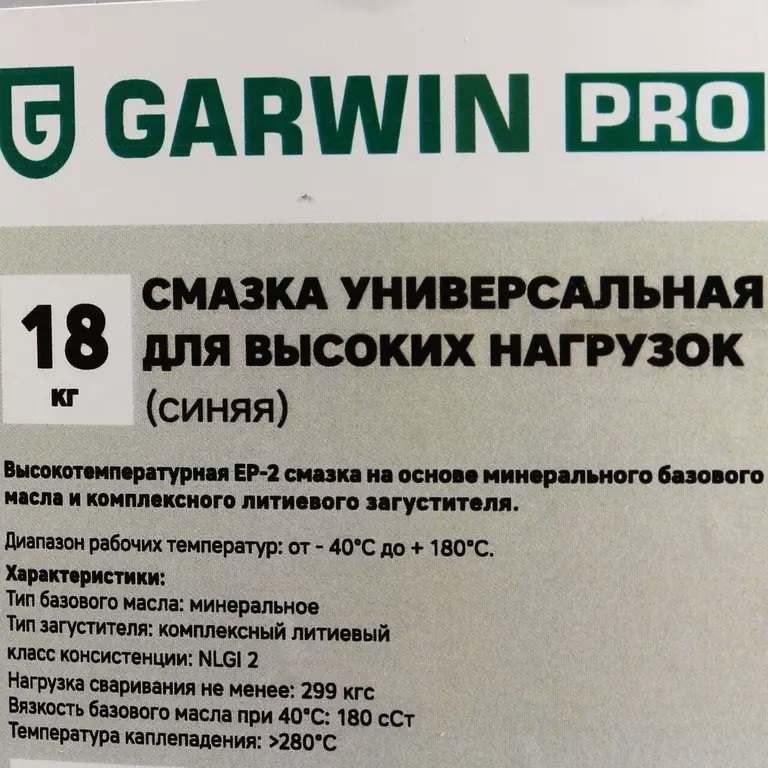 GARWIN PRO
18
кг
СМАЗКА УНИВЕРСАЛЬНАЯ
ДЛЯ ВЫСОКИХ НАГРУЗОК
(СИНЯЯ)
Высокотемпературная EP-2 смазка на основе минерального базового
масла и комплексного литиевого загустителя.
Диапазон рабочих температур: от - 40°C до + 180°C.
Характеристики:
Тип базового масла: минеральное
Тип загустителя: комплексный литиевый
класс консистенции: NLGI 2
Нагрузка сваривания не менее: 299 кгс
Вязкость базового масла при 40°C: 180 сСт
Температура каплепадения: >280°C